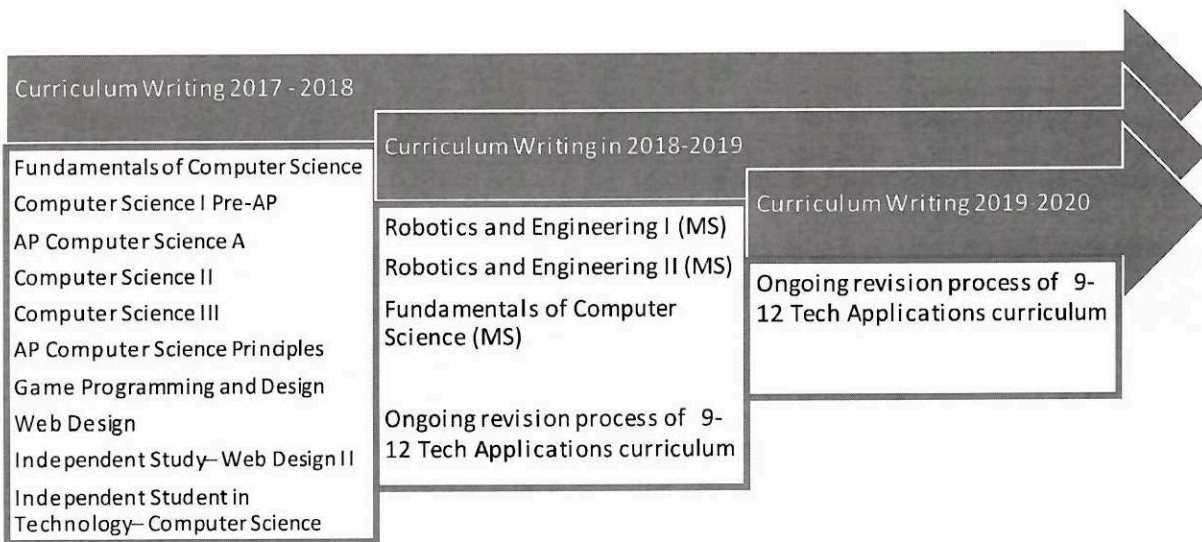 Curriculum Writing 2017 - 2018
Fundamentals of Computer Science
Computer Science I Pre-AP
AP Computer Science A
Computer Science II
Computer Science III
AP Computer Science Principles
Game Programming and Design
Web Design
Independent Study–Web Design II
Independent Student in
Technology–Computer Science
Curriculum Writing in 2018-2019
Robotics and Engineering I (MS)
Robotics and Engineering II (MS)
Fundamentals of Computer
Science (MS)
Ongoing revision process of 9-
12 Tech Applications curriculum
Curriculum Writing 2019-2020
Ongoing revision process of 9-
12 Tech Applications curriculum